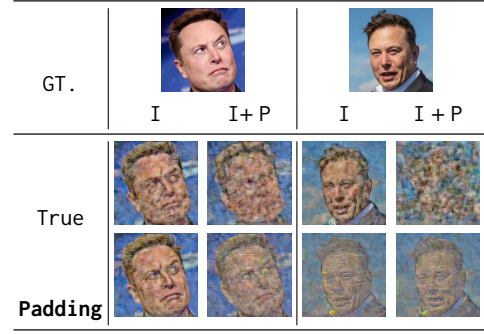 GT.
I I+ P I I + P
True
Padding